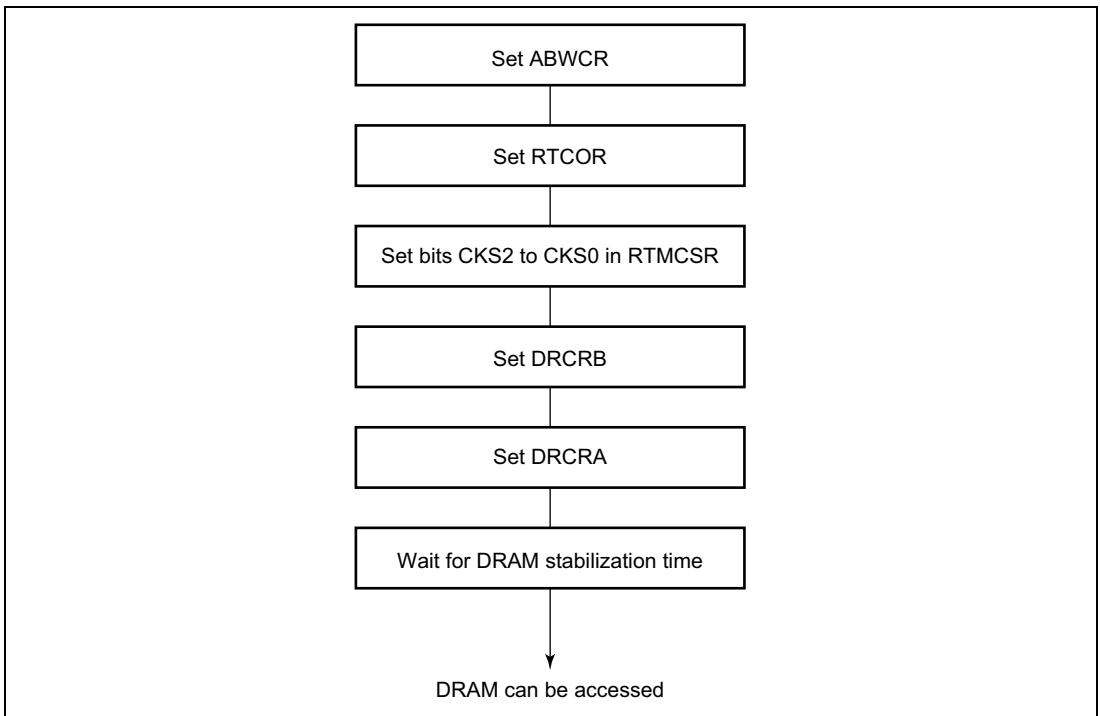 Set ABWCR
Set RTCOR
Set bits CKS2 to CKS0 in RTMCSR
Set DRCRB
Set DRCRA
Wait for DRAM stabilization time
DRAM can be accessed